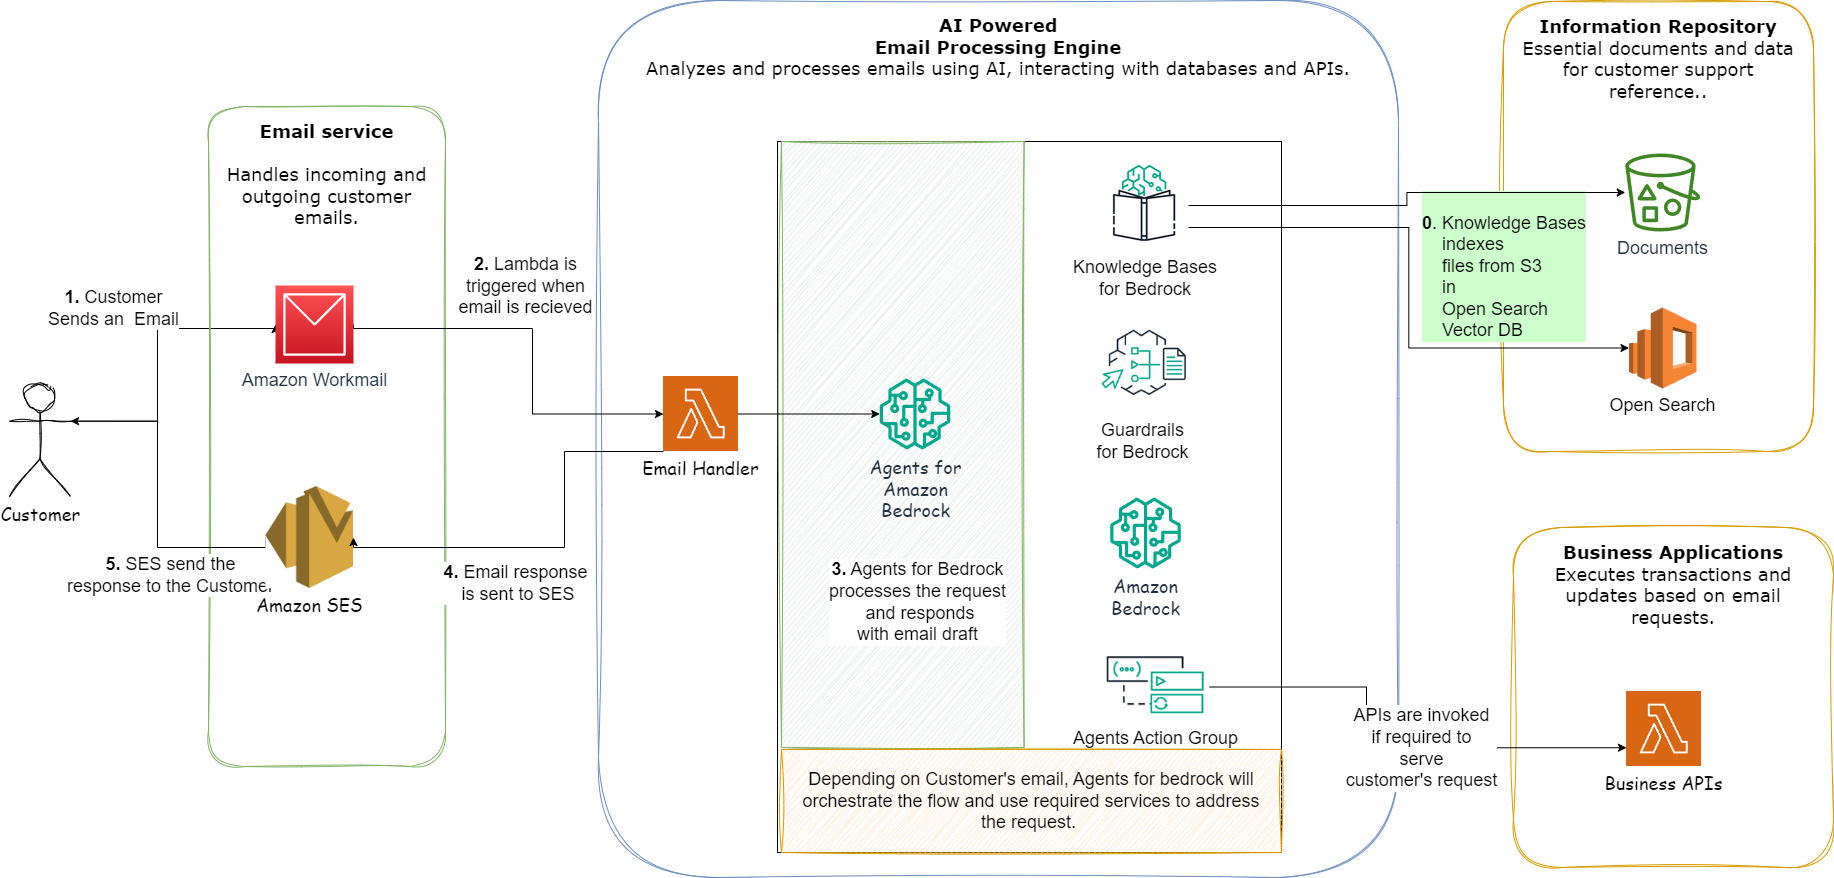 AI Powered
Email Processing Engine
Analyzes and processes emails using AI, interacting with databases and APIs.
Information Repository
Essential documents and data
for customer support
reference..
Email service
Handles incoming and
outgoing customer
emails.
1. Customer
Sends an Email
2. Lambda is
triggered when
email is recieved
Amazon Workmail
Customer
Email Handler
Amazon SES
5. SES send the
response to the Customer
4. Email response
is sent to SES
Agents for
Amazon
Bedrock
3. Agents for Bedrock
processes the request
and responds
with email draft
Knowledge Bases
for Bedrock
Guardrails
for Bedrock
Amazon
Bedrock
Agents Action Group
Depending on Customer's email, Agents for bedrock will
orchestrate the flow and use required services to address
the request.
0. Knowledge Bases
indexes
files from S3
in
Open Search
Vector DB
Documents
Open Search
APIs are invoked
if required to
serve
customer's request
Business Applications
Executes transactions and
updates based on email
requests.
Business APIs